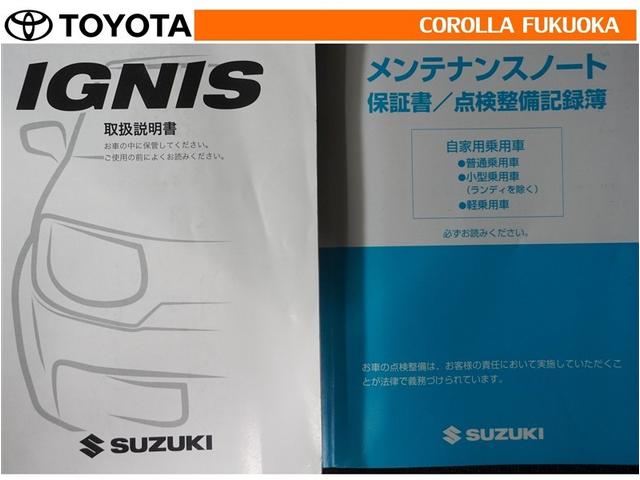 TOYOTA
COROLLA FUKUOKA
IGNIS
取扱説明書
お車の中に保管してください。
ご使用の前によくお読みください。
SUZUKI
メンテナンスノート
保証書／点検整備記録簿
自家用乗用車
●普通乗用車
●小型乗用車
(ランディを除く)
●軽乗用車
必ずお読みください。
お車の点検整備は、お客様の責任において実施していただくこ
とが法律で義務づけられています。
SUZUKI